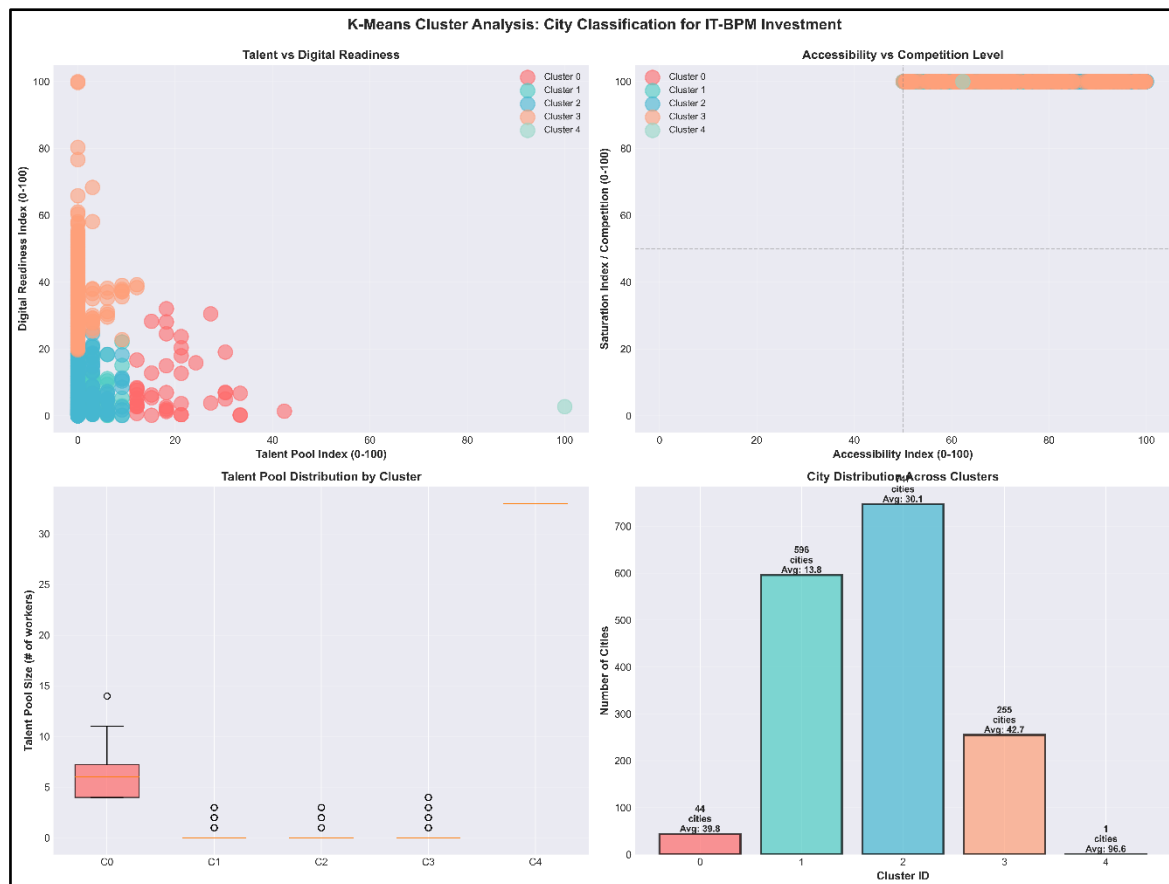 K-Means Cluster Analysis: City Classification for IT-BPM Investment
Talent vs Digital Readiness
Digital Readiness Index (0-100)
100
80
60
40
20
0
0 20 40 60 80 100
Talent Pool Index (0-100)
Cluster 0
Cluster 1
Cluster 2
Cluster 3
Cluster 4
Accessibility vs Competition Level
Saturation Index / Competition (0-100)
100
80
60
40
20
0
0 20 40 60 80 100
Accessibility Index (0-100)
Cluster 0
Cluster 1
Cluster 2
Cluster 3
Cluster 4
Talent Pool Distribution by Cluster
Talent Pool Size (# of workers)
30
25
20
15
10
5
0
C0 C1 C2 C3 C4
City Distribution Across Clusters
Number of Cities
700
600
500
400
300
200
100
0
44
cities
Avg: 39.8
596
cities
Avg: 13.8
cities
Avg: 30.1
255
cities
Avg: 42.7
1
cities
Avg: 96.6
0 1 2 3 4
Cluster ID